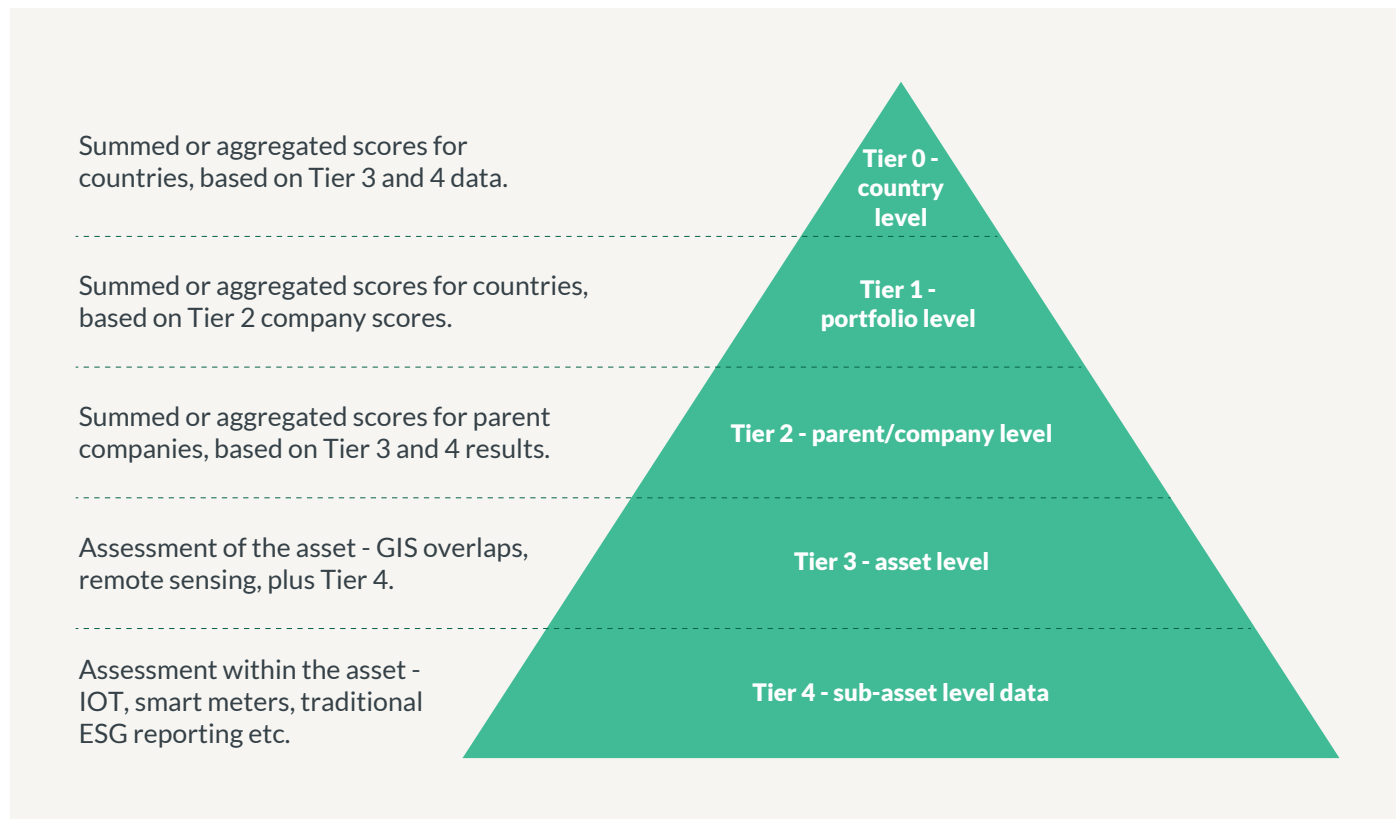 Summed or aggregated scores for
countries, based on Tier 3 and 4 data.
Tier 0 -
country
level
Summed or aggregated scores for countries,
based on Tier 2 company scores.
Tier 1 -
portfolio level
Summed or aggregated scores for parent
companies, based on Tier 3 and 4 results.
Tier 2 - parent/company level
Assessment of the asset - GIS overlaps,
remote sensing, plus Tier 4.
Tier 3 - asset level
Assessment within the asset -
IOT, smart meters, traditional
ESG reporting etc.
Tier 4 - sub-asset level data